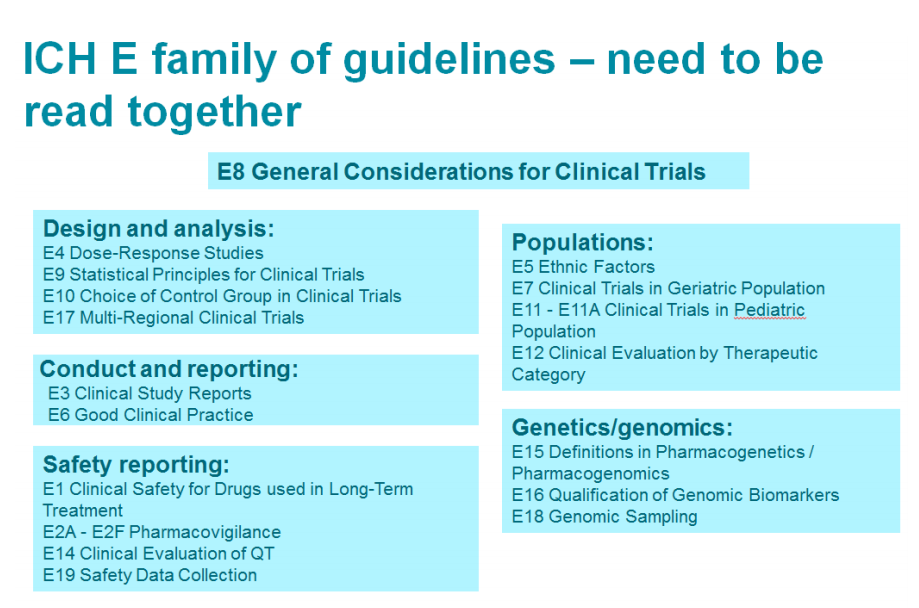 ICH E family of guidelines – need to be
read together
E8 General Considerations for Clinical Trials
Design and analysis:
E4 Dose-Response Studies
E9 Statistical Principles for Clinical Trials
E10 Choice of Control Group in Clinical Trials
E17 Multi-Regional Clinical Trials
Conduct and reporting:
E3 Clinical Study Reports
E6 Good Clinical Practice
Safety reporting:
E1 Clinical Safety for Drugs used in Long-Term
Treatment
E2A - E2F Pharmacovigilance
E14 Clinical Evaluation of QT
E19 Safety Data Collection
Populations:
E5 Ethnic Factors
E7 Clinical Trials in Geriatric Population
E11 - E11A Clinical Trials in Pediatric
Population
E12 Clinical Evaluation by Therapeutic
Category
Genetics/genomics:
E15 Definitions in Pharmacogenetics /
Pharmacogenomics
E16 Qualification of Genomic Biomarkers
E18 Genomic Sampling